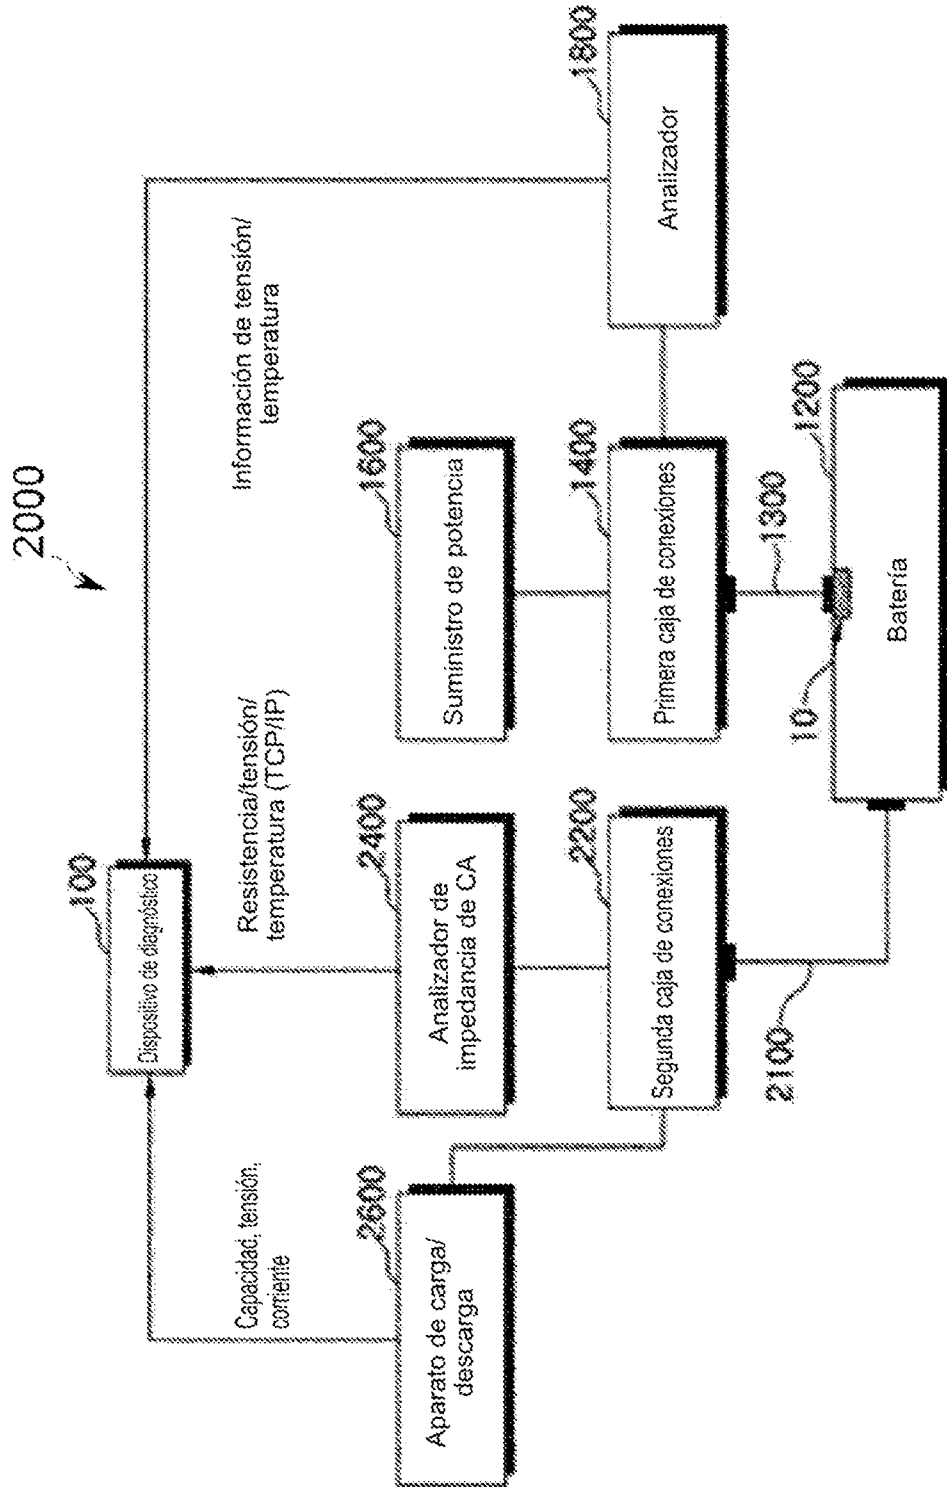 2000
100
Dispositivo de diagnóstico
Capacidad, tensión,
corriente
Resistencia/tensión/
temperatura (TCP/IP)
Información de tensión/
temperatura
2600
Aparato de carga/
descarga
2400
Analizador de
impedancia de CA
1600
Suministro de potencia
2200
Segunda caja de conexiones
1400
Primera caja de conexiones
1800
Analizador
2100
10
1300
1200
Batería